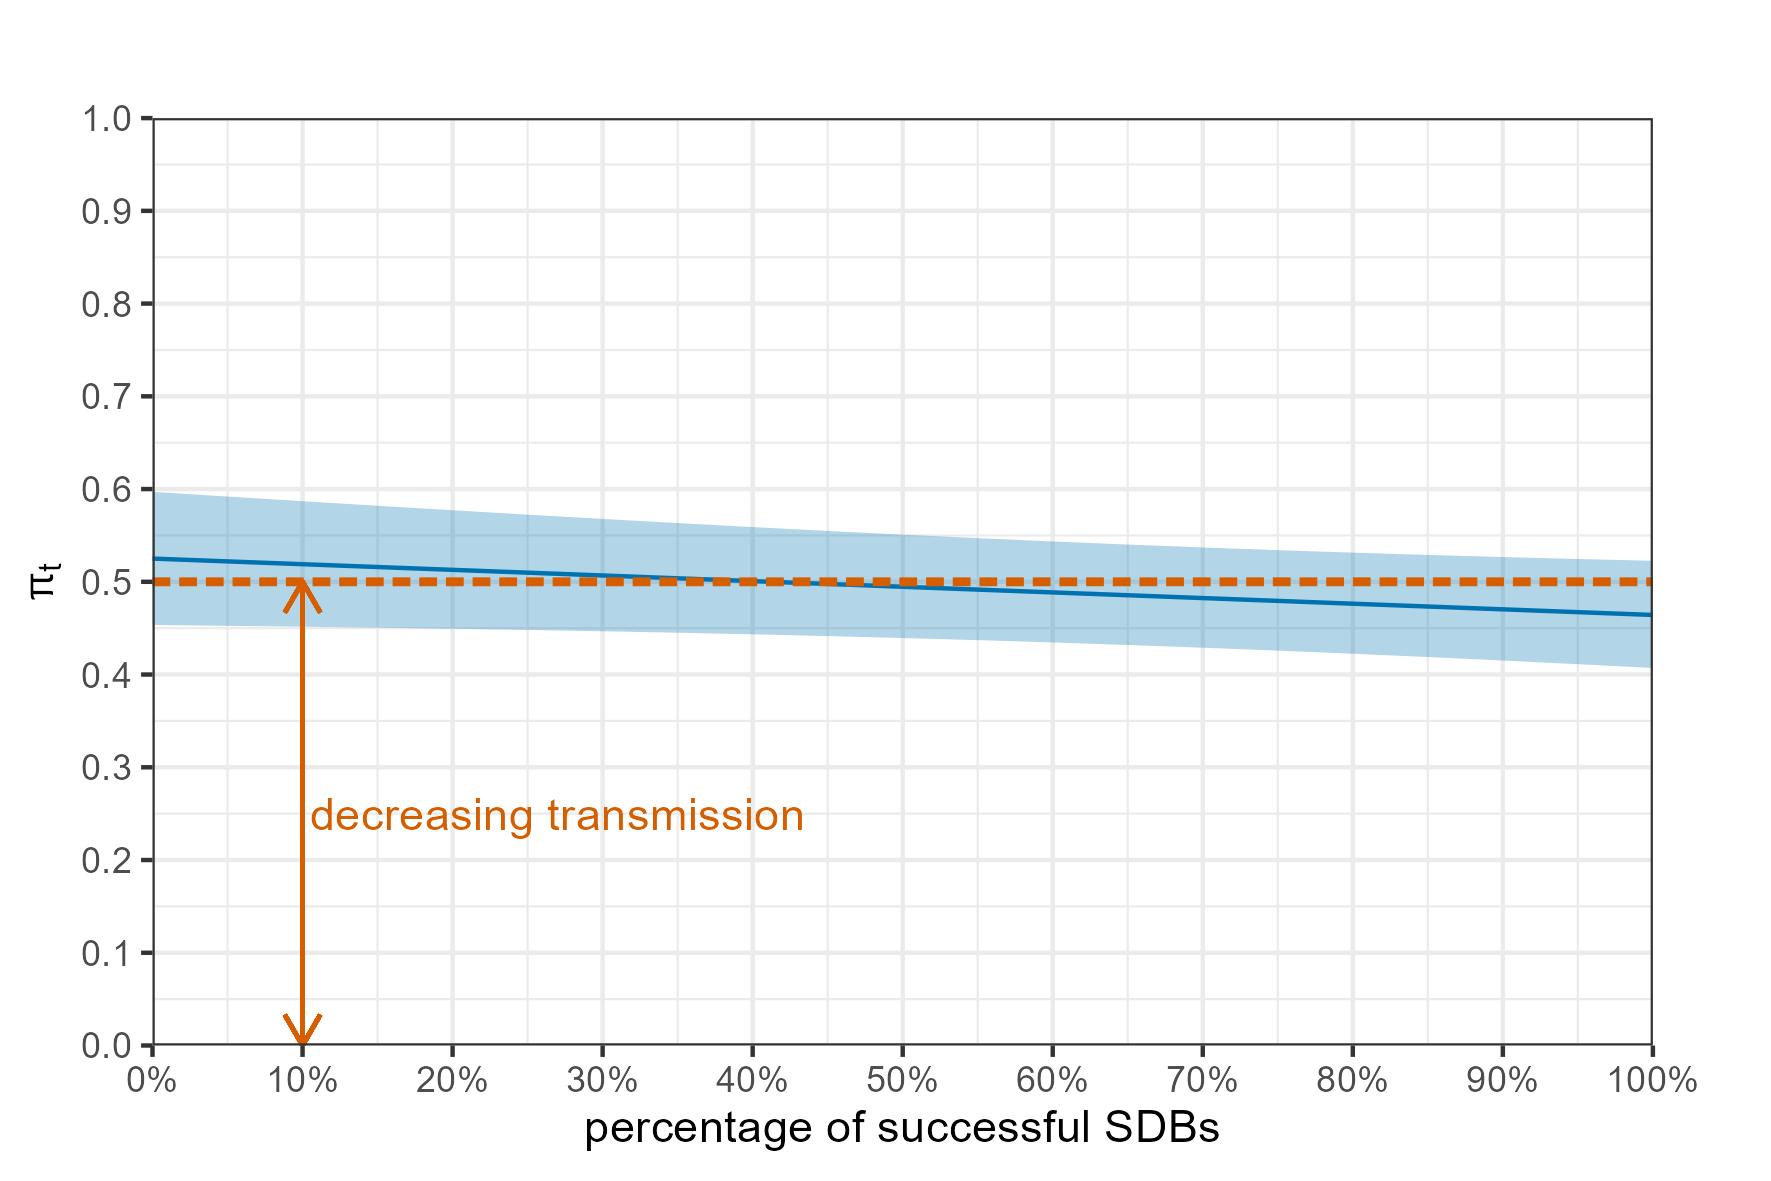 1.0
0.9
0.8
0.7
0.6
0.5
0.4
0.3
0.2
0.1
0.0
πt
decreasing transmission
0% 10% 20% 30% 40% 50% 60% 70% 80% 90% 100%
percentage of successful SDBs